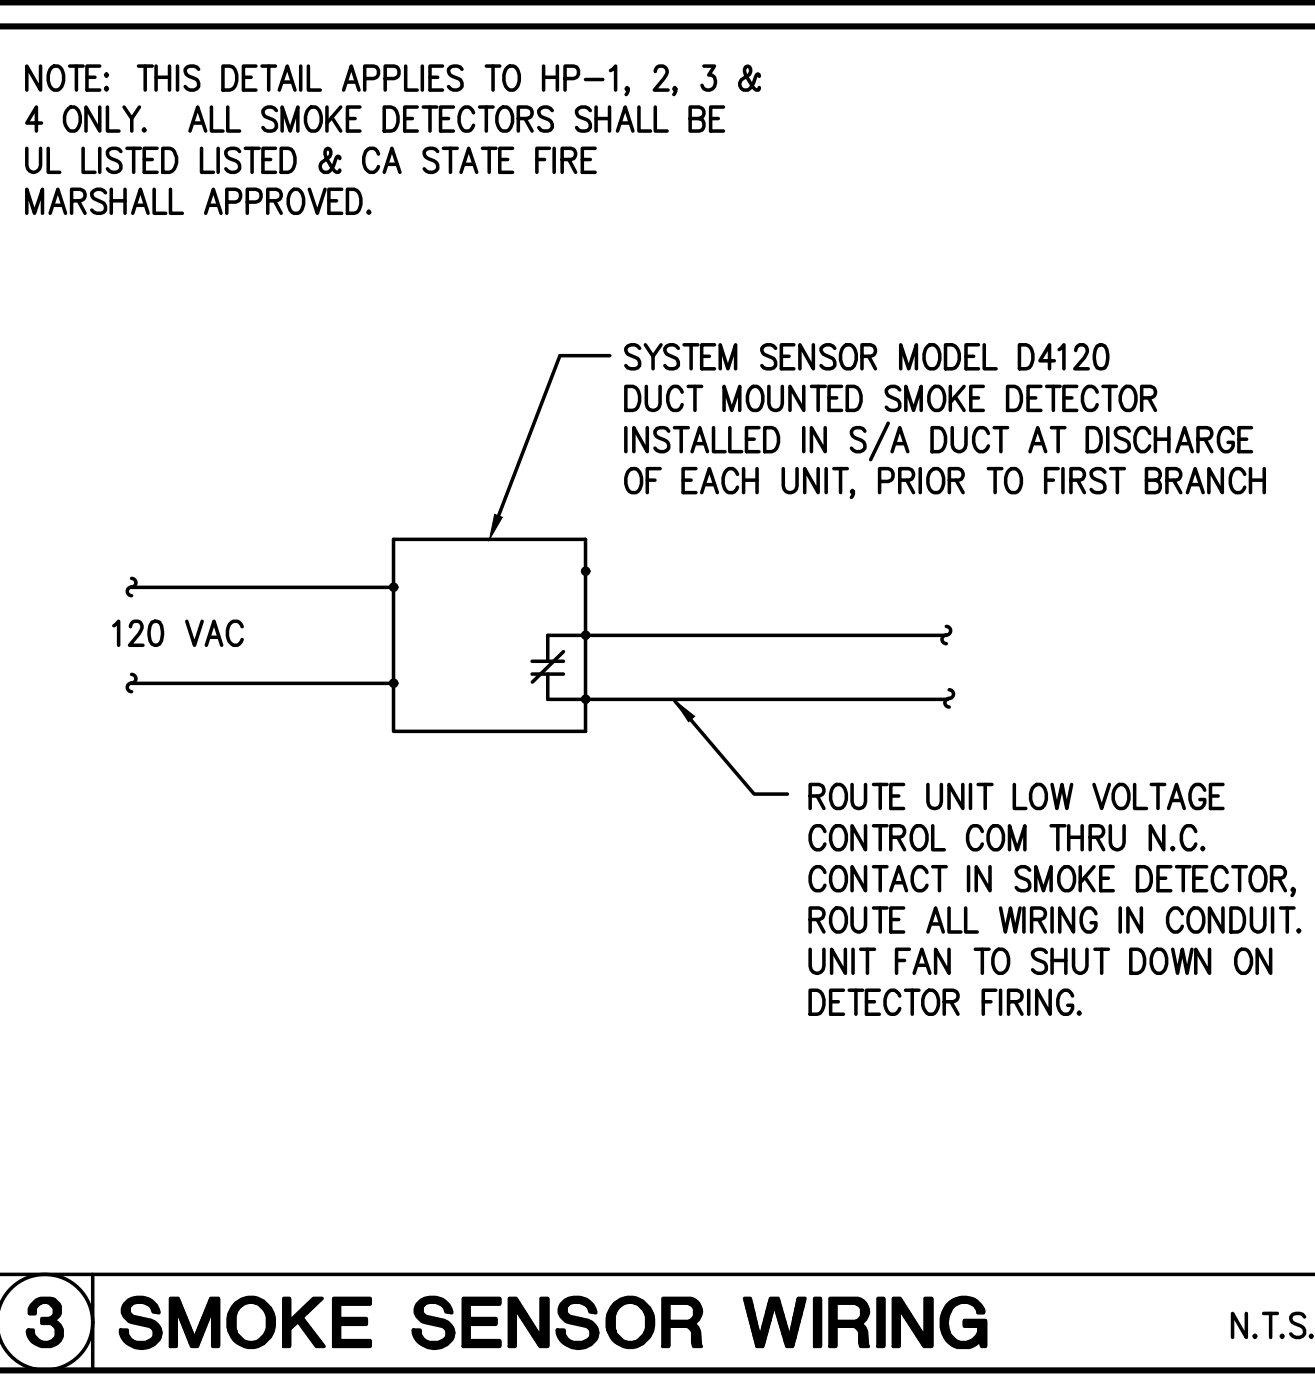 NOTE: THIS DETAIL APPLIES TO HP-1, 2, 3 &
4 ONLY. ALL SMOKE DETECTORS SHALL BE
UL LISTED LISTED & CA STATE FIRE
MARSHALL APPROVED.
SYSTEM SENSOR MODEL D4120
DUCT MOUNTED SMOKE DETECTOR
INSTALLED IN S/A DUCT AT DISCHARGE
OF EACH UNIT, PRIOR TO FIRST BRANCH
120 VAC
ROUTE UNIT LOW VOLTAGE
CONTROL COM THRU N.C.
CONTACT IN SMOKE DETECTOR,
ROUTE ALL WIRING IN CONDUIT.
UNIT FAN TO SHUT DOWN ON
DETECTOR FIRING.
3 SMOKE SENSOR WIRING N.T.S.